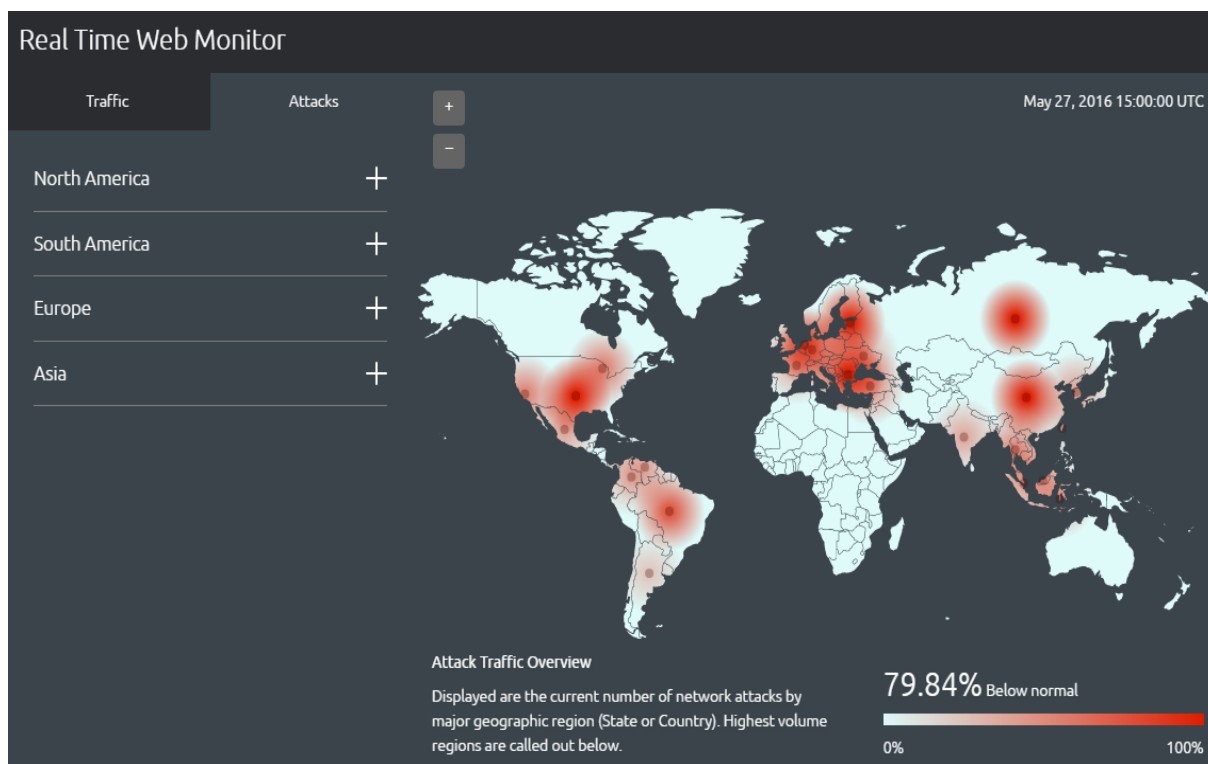 Real Time Web Monitor
Traffic
Attacks
+
May 27, 2016 15:00:00 UTC
−
North America +
South America +
Europe +
Asia +
Attack Traffic Overview
Displayed are the current number of network attacks by
major geographic region (State or Country). Highest volume
regions are called out below.
79.84% Below normal
0%
100%